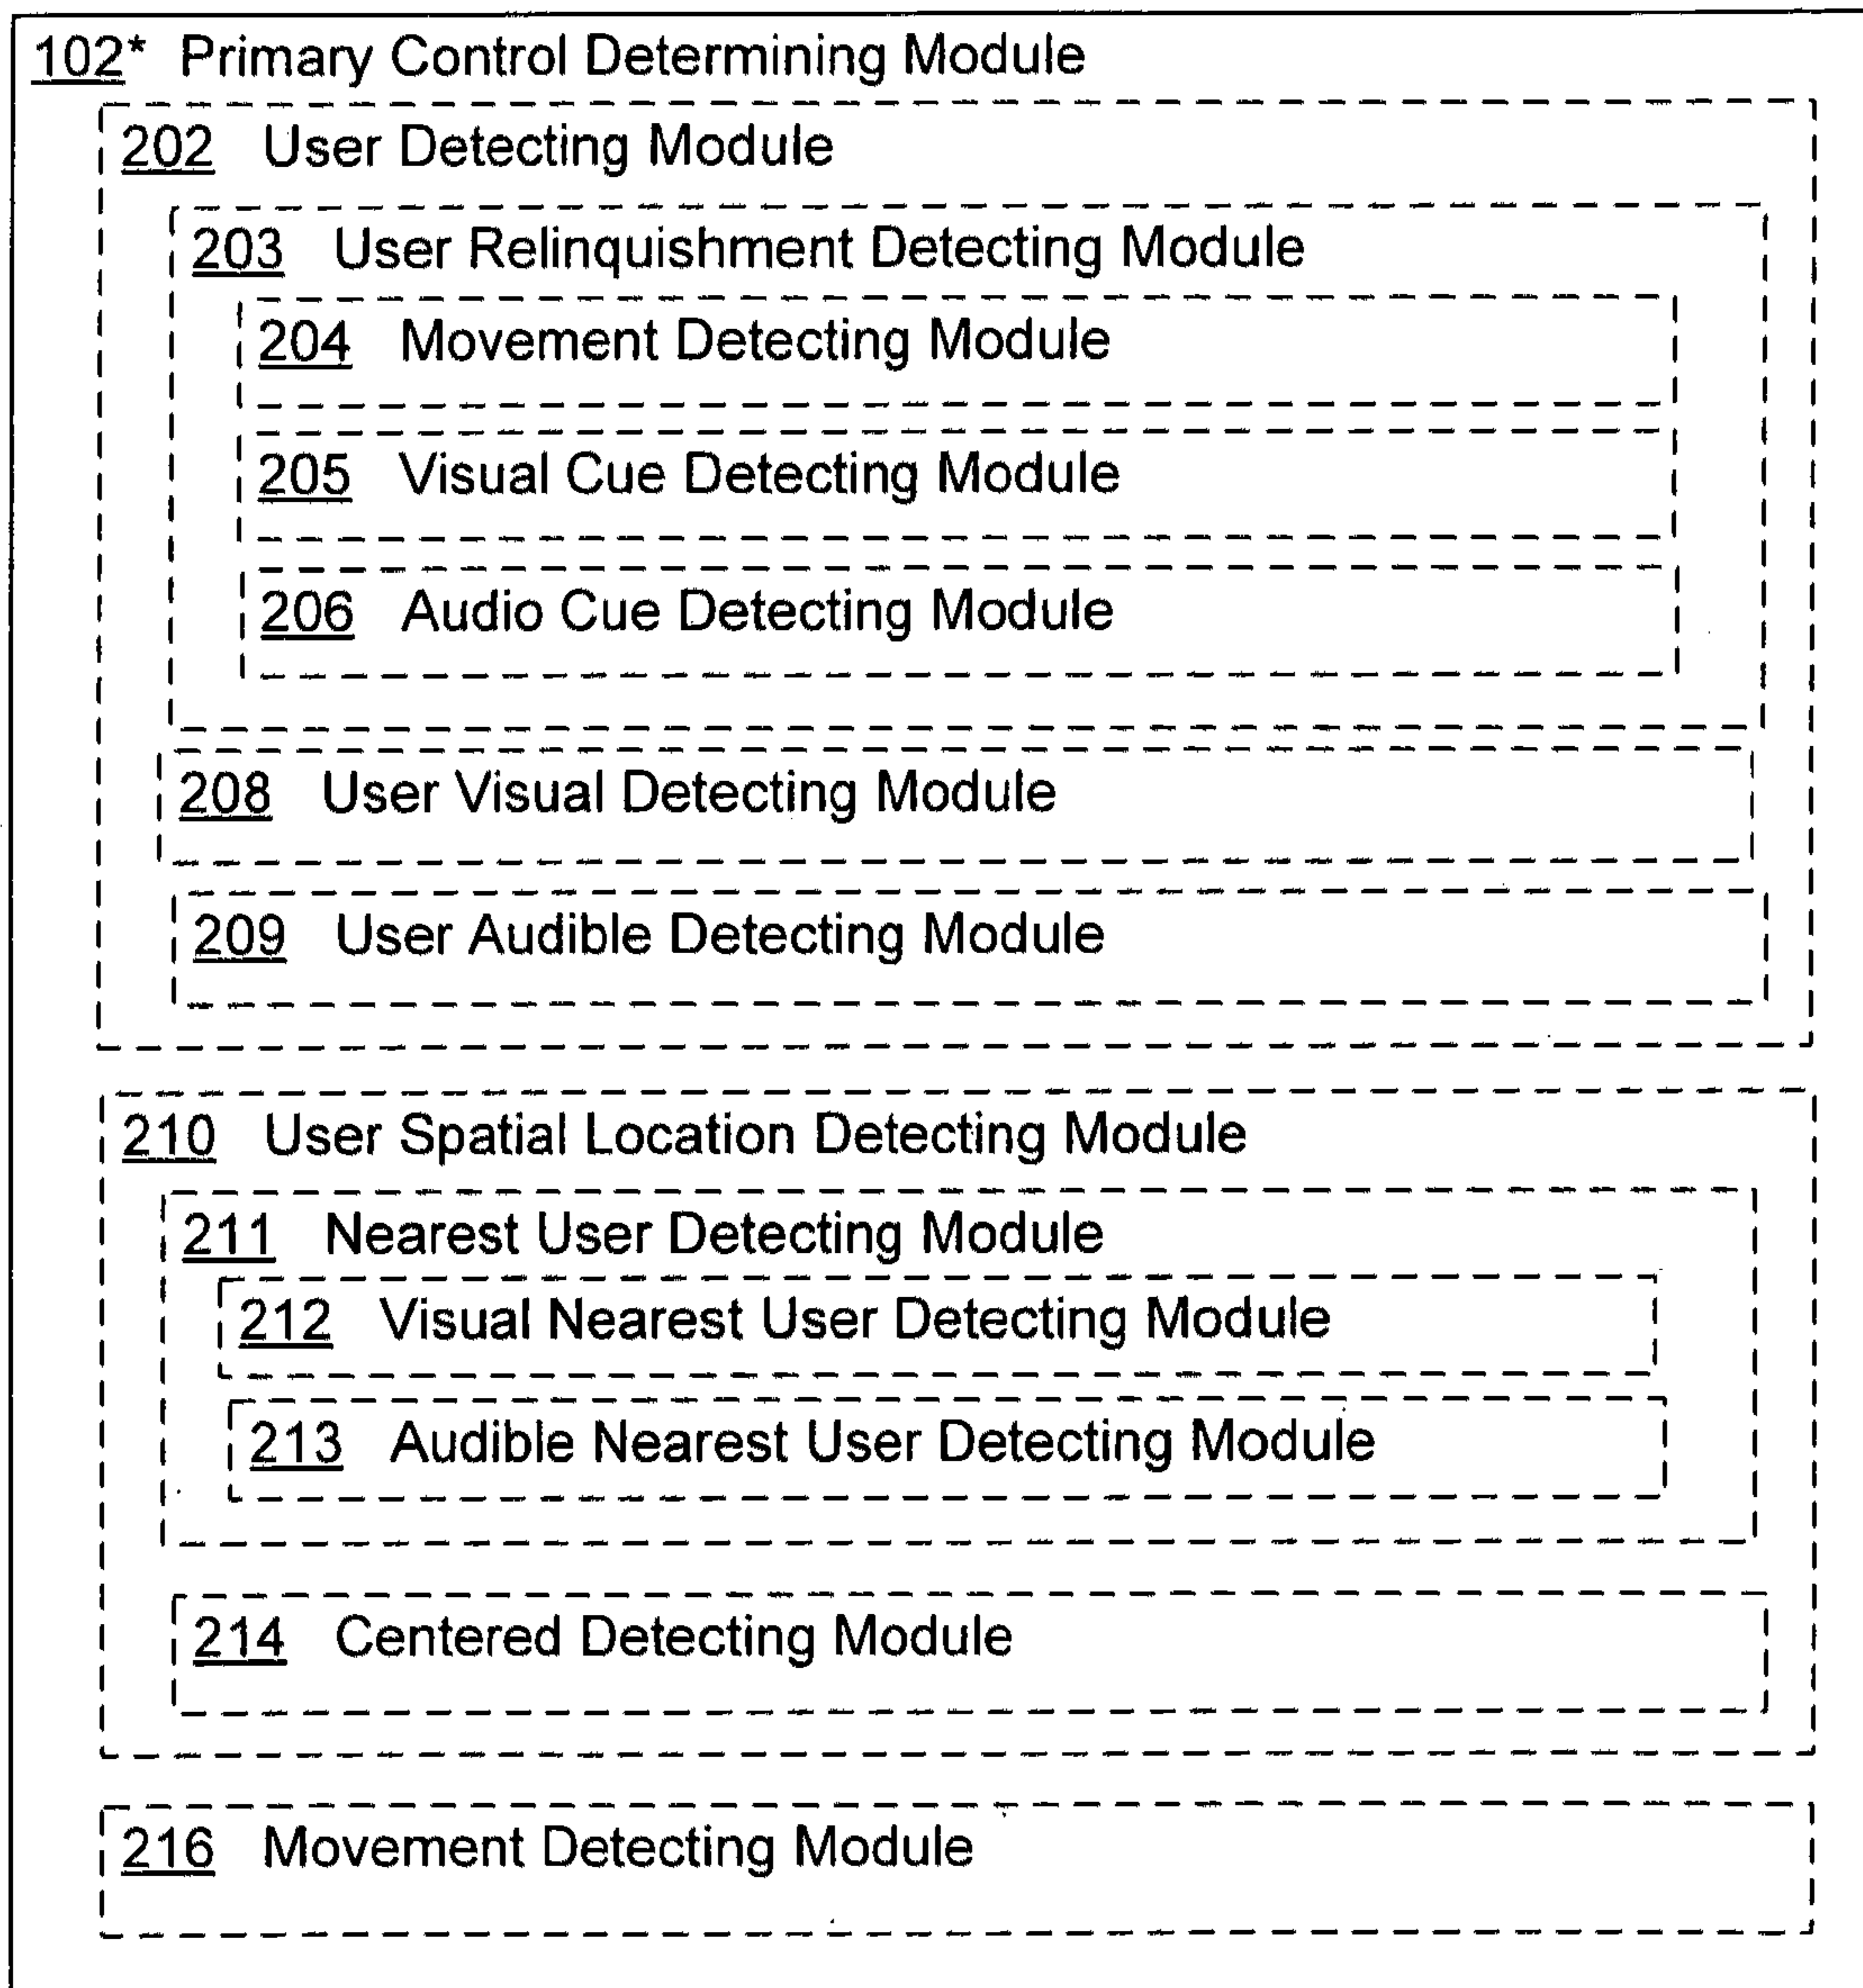 102* Primary Control Determining Module
202 User Detecting Module
203 User Relinquishment Detecting Module
204 Movement Detecting Module
205 Visual Cue Detecting Module
206 Audio Cue Detecting Module
208 User Visual Detecting Module
209 User Audible Detecting Module
210 User Spatial Location Detecting Module
211 Nearest User Detecting Module
212 Visual Nearest User Detecting Module
213 Audible Nearest User Detecting Module
214 Centered Detecting Module
216 Movement Detecting Module